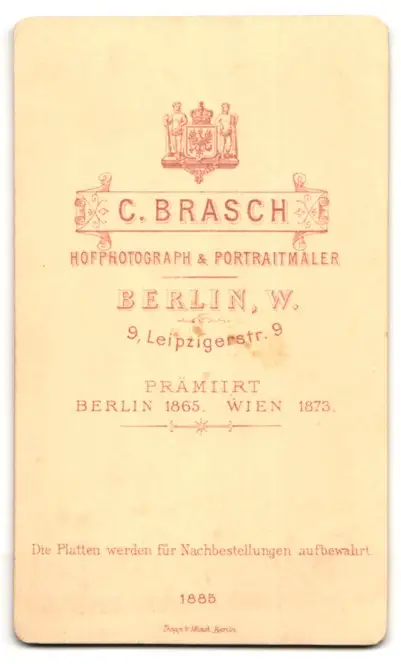 C. BRASCH
HOFPHOTOGRAPH & PORTRAITMALER
BERLIN, W.
9, Leipzigerstr. 9
PRÄMIIRT
BERLIN 1865. WIEN 1873.
Die Platten werden für Nachbestellungen aufbewahrt.
1885
Berlin